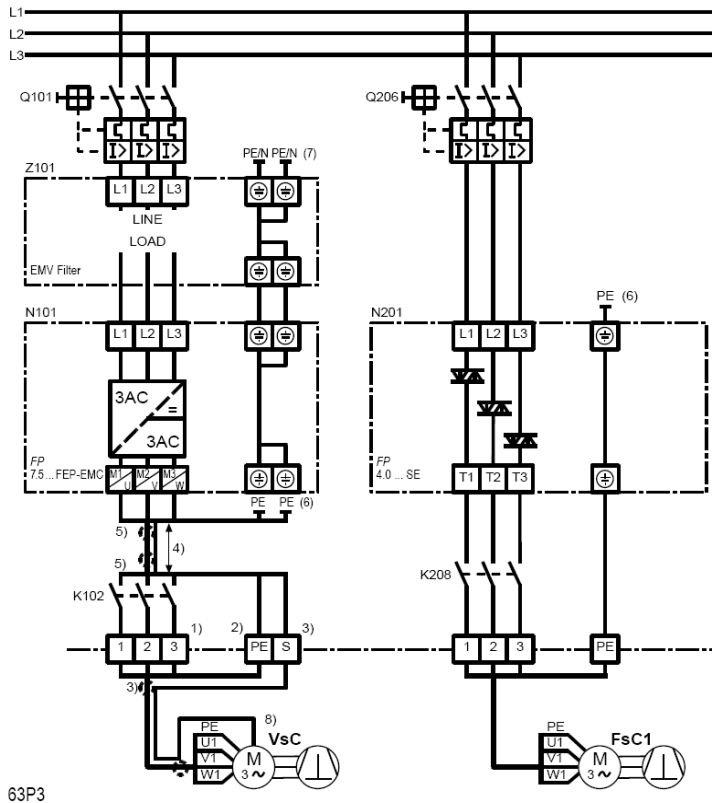 L1
L2
L3
Q101
Q206
I> I> I>
I> I> I>
PE/N PE/N (7)
Z101
L1 L2 L3
LINE
LOAD
EMV Filter
PE (6)
N101
N201
L1 L2 L3
L1 L2 L3
3AC
=
3AC
FP
7.5...FEP-EMC
M1 U M2 V M3 W
FP
4.0 ... SE
T1 T2 T3
PE PE (6)
5)
4)
5)
K102
K208
1) 2) 3)
1 2 3 PE S
1 2 3 PE
3)
8)
PE
U1
V1
W1
M
3 ~
VsC
PE
U1
V1
W1
M
3 ~
FsC1
63P3